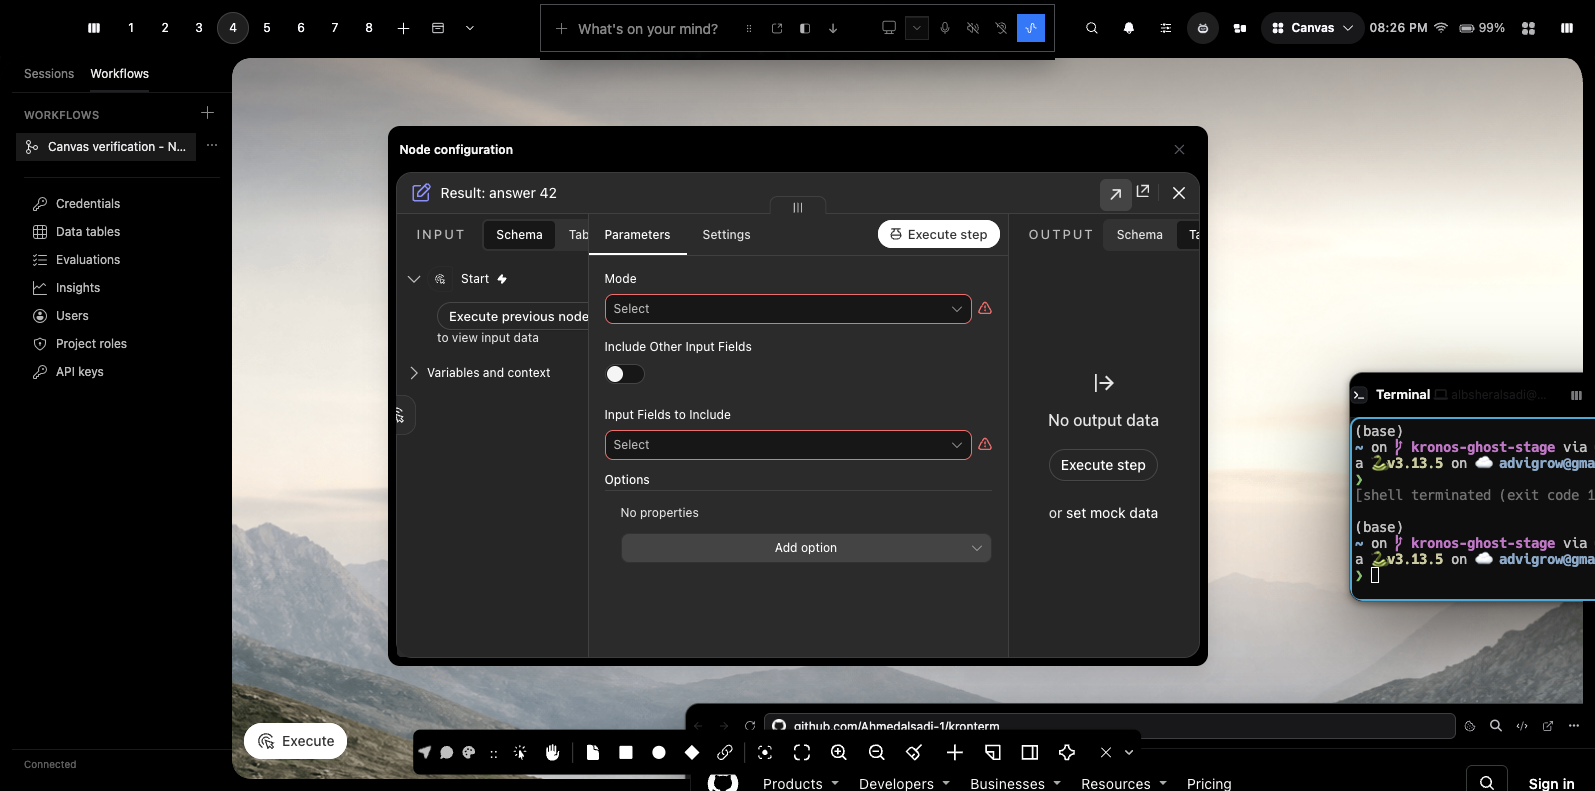 1 2 3 4 5 6 7 8
What's on your mind?
Canvas
08:26 PM
99%
Sessions
Workflows
WORKFLOWS
Canvas verification - N...
Credentials
Data tables
Evaluations
Insights
Users
Project roles
API keys
Connected
Execute
Node configuration
Result: answer 42
INPUT
Schema
Tab
Start
Execute previous node
to view input data
Variables and context
Parameters
Settings
Execute step
Mode
Select
Include Other Input Fields
Input Fields to Include
Select
Options
No properties
Add option
OUTPUT
Schema
Ta
No output data
Execute step
or set mock data
Terminal albsheralsadi@...
(base)
~ on kronos-ghost-stage via
a v3.13.5 on advigrow@gma
❯
[shell terminated (exit code 1
(base)
~ on kronos-ghost-stage via
a v3.13.5 on advigrow@gma
❯
github.com/Ahmedalsadi-1/kronterm
Products
Developers
Businesses
Resources
Pricing
Sign in